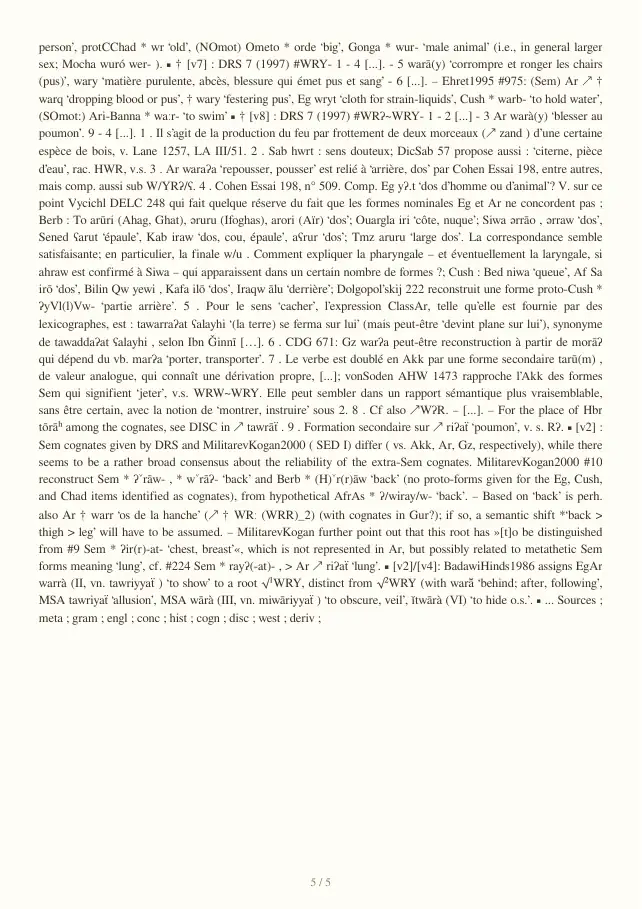 person’, protCChad * wr ‘old’, (NOmot) Ometo * orde ‘big’, Gonga * wur- ‘male animal’ (i.e., in general larger
sex; Mocha wuró wer- ). ▪ † [v7] : DRS 7 (1997) #WRY- 1 - 4 [...]. - 5 warā(y) ‘corrompre et ronger les chairs
(pus)’, wary ‘matière purulente, abcès, blessure qui émet pus et sang’ - 6 [...]. – Ehret1995 #975: (Sem) Ar ↗ †
warq ‘dropping blood or pus’, † wary ‘festering pus’, Eg wryt ‘cloth for strain-liquids’, Cush * warb- ‘to hold water’,
(SOmot:) Ari-Banna * waːr- ‘to swim’ ▪ † [v8] : DRS 7 (1997) #WRʔ~WRY- 1 - 2 [...] - 3 Ar warà(y) ‘blesser au
poumon’. 9 - 4 [...]. 1 . Il s’agit de la production du feu par frottement de deux morceaux (↗ zand ) d’une certaine
espèce de bois, v. Lane 1257, LA III/51. 2 . Sab hwrt : sens douteux; DicSab 57 propose aussi : ‘citerne, pièce
d’eau’, rac. HWR, v.s. 3 . Ar waraʔa ‘repousser, pousser’ est relié à ‘arrière, dos’ par Cohen Essai 198, entre autres,
mais comp. aussi sub W/YRʔ/ʕ. 4 . Cohen Essai 198, n° 509. Comp. Eg yꜣ.t ‘dos d’homme ou d’animal’? V. sur ce
point Vycichl DELC 248 qui fait quelque réserve du fait que les formes nominales Eg et Ar ne concordent pas ;
Berb : To arūri (Ahag, Ghat), əruru (Ifoghas), arori (Aïr) ‘dos’; Ouargla iri ‘côte, nuque’; Siwa ərrāo , ərraw ‘dos’,
Sened ʕarut ‘épaule’, Kab iraw ‘dos, cou, épaule’, aʕrur ‘dos’; Tmz aruru ‘large dos’. La correspondance semble
satisfaisante; en particulier, la finale w/u . Comment expliquer la pharyngale – et éventuellement la laryngale, si
ahraw est confirmé à Siwa – qui apparaissent dans un certain nombre de formes ?; Cush : Bed niwa ‘queue’, Af Sa
irō ‘dos’, Bilin Qw yewi , Kafa ilō ‘dos’, Iraqw ālu ‘derrière’; Dolgopol’skij 222 reconstruit une forme proto-Cush *
ʔyVl(l)Vw- ‘partie arrière’. 5 . Pour le sens ‘cacher’, l’expression ClassAr, telle qu’elle est fournie par des
lexicographes, est : tawarraʔat ʕalayhi ‘(la terre) se ferma sur lui’ (mais peut-être ‘devint plane sur lui’), synonyme
de tawaddaʔat ʕalayhi , selon Ibn Ǧinnī […]. 6 . CDG 671: Gz warʔa peut-être reconstruction à partir de morāʔ
qui dépend du vb. marʔa ‘porter, transporter’. 7 . Le verbe est doublé en Akk par une forme secondaire tarū(m) ,
de valeur analogue, qui connaît une dérivation propre, [...]; vonSoden AHW 1473 rapproche l’Akk des formes
Sem qui signifient ‘jeter’, v.s. WRW~WRY. Elle peut sembler dans un rapport sémantique plus vraisemblable,
sans être certain, avec la notion de ‘montrer, instruire’ sous 2. 8 . Cf also ↗WʔR. – [...]. – For the place of Hbr
tōrāʰ among the cognates, see DISC in ↗ tawrāẗ . 9 . Formation secondaire sur ↗ riʔaẗ ‘poumon’, v. s. Rʔ. ▪ [v2] :
Sem cognates given by DRS and MilitarevKogan2000 ( SED I) differ ( vs. Akk, Ar, Gz, respectively), while there
seems to be a rather broad consensus about the reliability of the extra-Sem cognates. MilitarevKogan2000 #10
reconstruct Sem * ʔ˅rāw- , * w˅rāʔ- ‘back’ and Berb * (H)˅r(r)āw ‘back’ (no proto-forms given for the Eg, Cush,
and Chad items identified as cognates), from hypothetical AfrAs * ʔ/wiray/w- ‘back’. – Based on ‘back’ is perh.
also Ar † warr ‘os de la hanche’ (↗ † WR: (WRR)_2) (with cognates in Gur?); if so, a semantic shift *‘back >
thigh > leg’ will have to be assumed. – MilitarevKogan further point out that this root has »[t]o be distinguished
from #9 Sem * ʔir(r)-at- ‘chest, breast’«, which is not represented in Ar, but possibly related to metathetic Sem
forms meaning ‘lung’, cf. #224 Sem * rayʔ(-at)- , > Ar ↗ riʔaẗ ‘lung’. ▪ [v2]/[v4]: BadawiHinds1986 assigns EgAr
warrà (II, vn. tawriyyaẗ ) ‘to show’ to a root √¹WRY, distinct from √²WRY (with warā̆ ‘behind; after, following’,
MSA tawriyaẗ ‘allusion’, MSA wārà (III, vn. miwāriyyaẗ ) ‘to obscure, veil’, ĭtwārà (VI) ‘to hide o.s.’. ▪ ... Sources ;
meta ; gram ; engl ; conc ; hist ; cogn ; disc ; west ; deriv ;
5 / 5